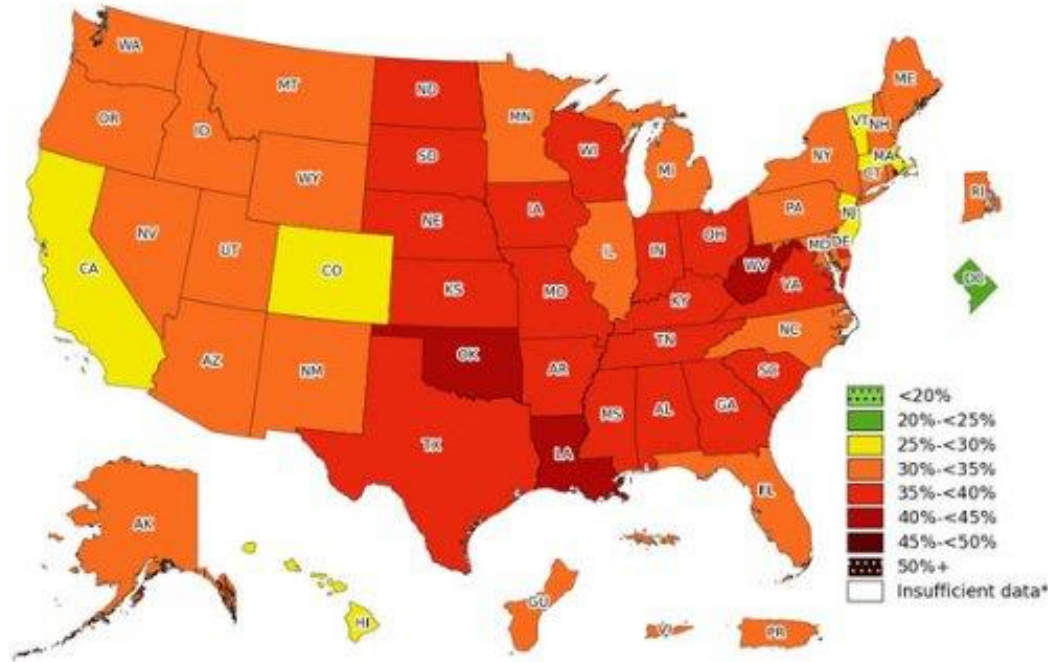 WA
MT
ND
MN
ME
VT
NH
OR
ID
SD
WI
NY
MA
CT
WY
MI
RI
PA
NJ
IA
NE
OH
NV
UT
IL
IN
MD
DE
CA
CO
WV
KS
MO
VA
KY
NC
TN
OK
AZ
NM
AR
SC
MS
AL
GA
TX
LA
FL
AK
HI
GU
VI
PR
<20%
20%-<25%
25%-<30%
30%-<35%
35%-<40%
40%-<45%
45%-<50%
50%+
Insufficient data*